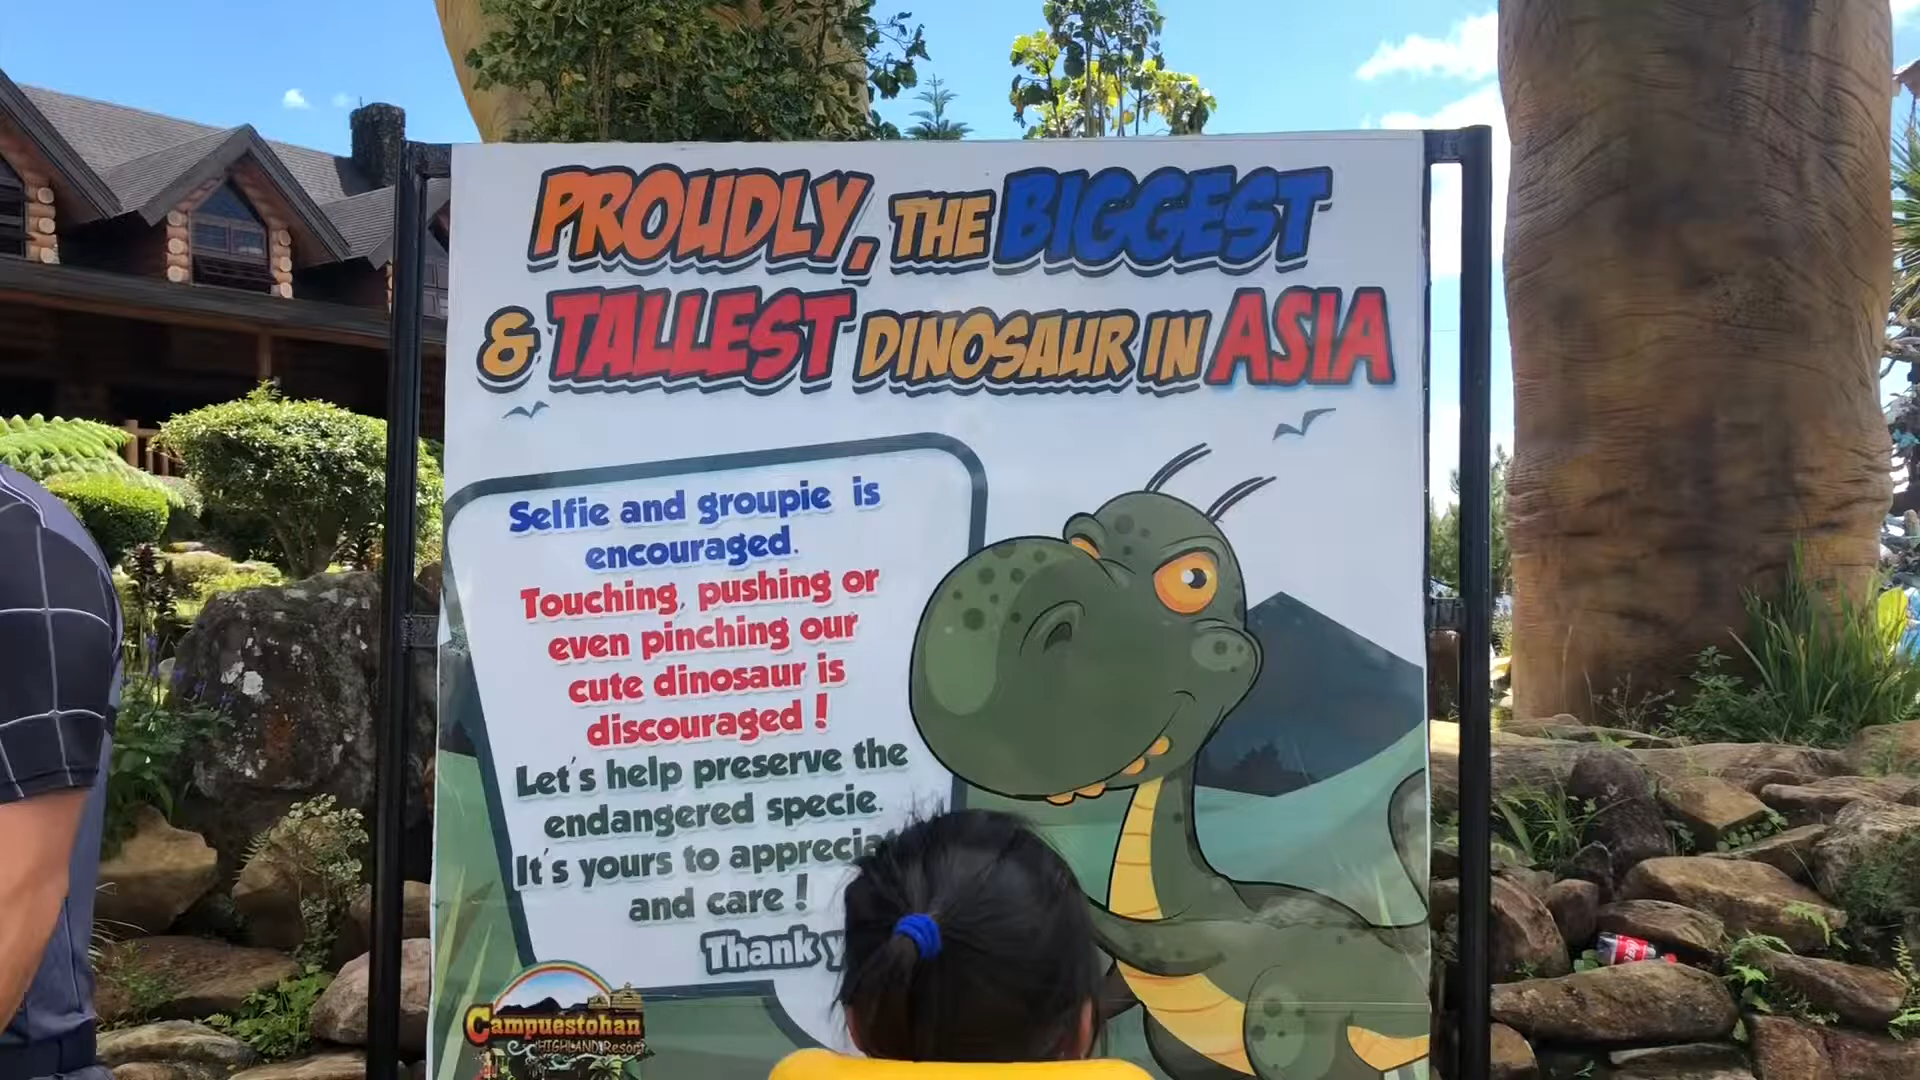 PROUDLY, THE BIGGEST
& TALLEST DINOSAUR IN ASIA
Selfie and groupie is
encouraged.
Touching, pushing or
even pinching our
cute dinosaur is
discouraged!
Let's help preserve the
endangered specie.
It's yours to
and care!
Thank
Campuestohan
HIGHLAND Resort